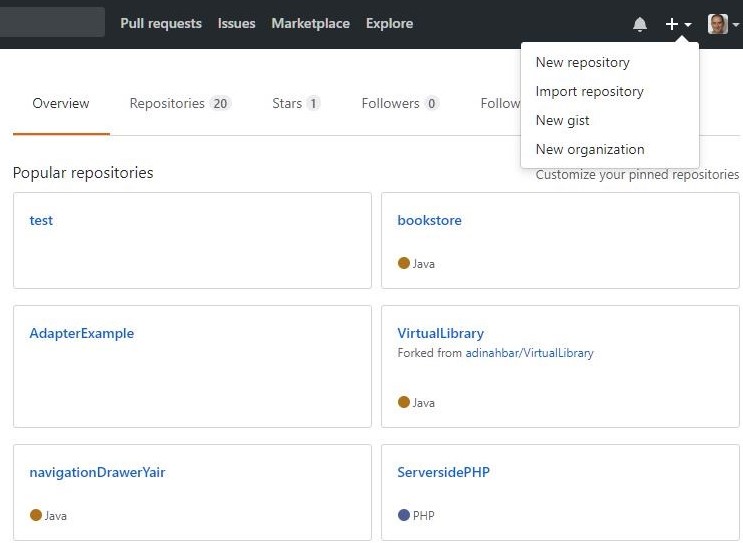 Pull requests Issues Marketplace Explore
New repository
Import repository
New gist
New organization
Overview Repositories 20 Stars 1 Followers 0 Follow
Popular repositories
Customize your pinned repositories
test
bookstore
Java
AdapterExample
VirtualLibrary
Forked from adinahbar/VirtualLibrary
Java
navigationDrawerYair
Java
ServersidePHP
PHP